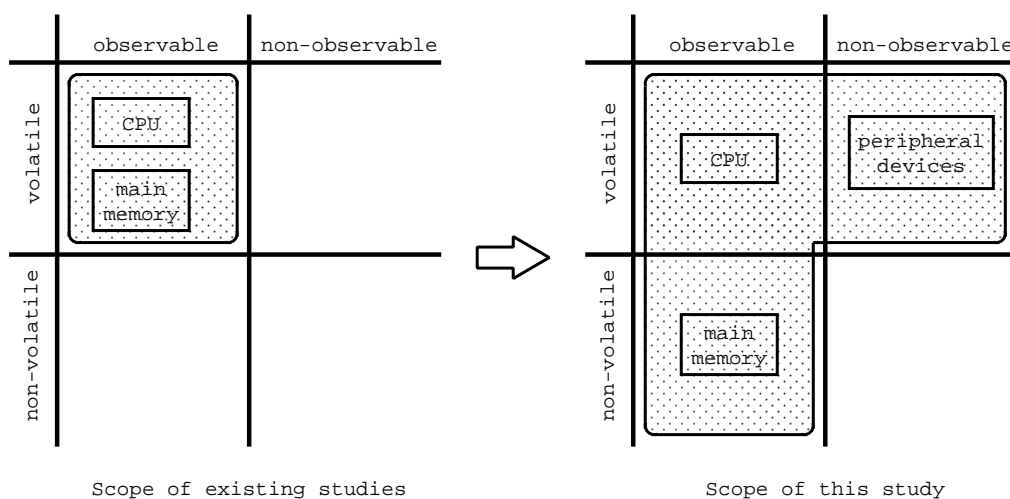 observable
non-observable
volatile
CPU
main
memory
non-volatile
Scope of existing studies
observable
non-observable
volatile
CPU
peripheral
devices
non-volatile
main
memory
Scope of this study